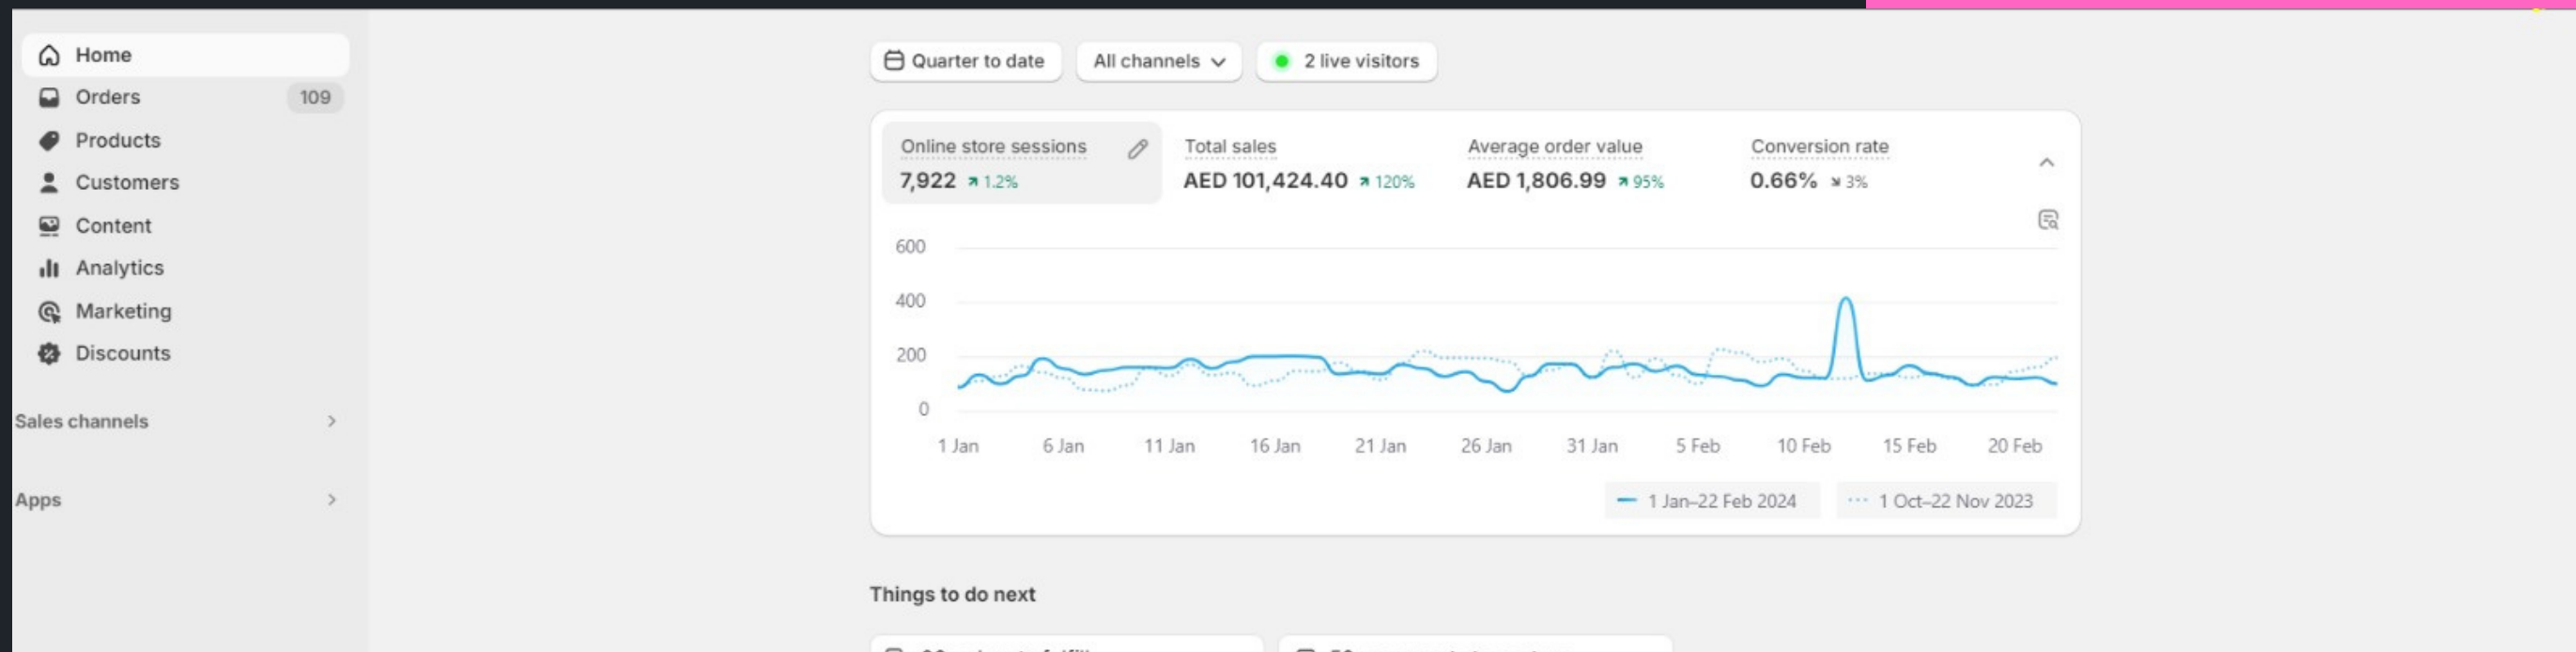 Home
Orders 109
Products
Customers
Content
Analytics
Marketing
Discounts
Sales channels
Apps
Quarter to date All channels 2 live visitors
Online store sessions Total sales Average order value Conversion rate
7,922 1.2% AED 101,424.40 120% AED 1,806.99 95% 0.66% 3%
600
400
200
0
1 Jan 6 Jan 11 Jan 16 Jan 21 Jan 26 Jan 31 Jan 5 Feb 10 Feb 15 Feb 20 Feb
1 Jan–22 Feb 2024 1 Oct–22 Nov 2023
Things to do next